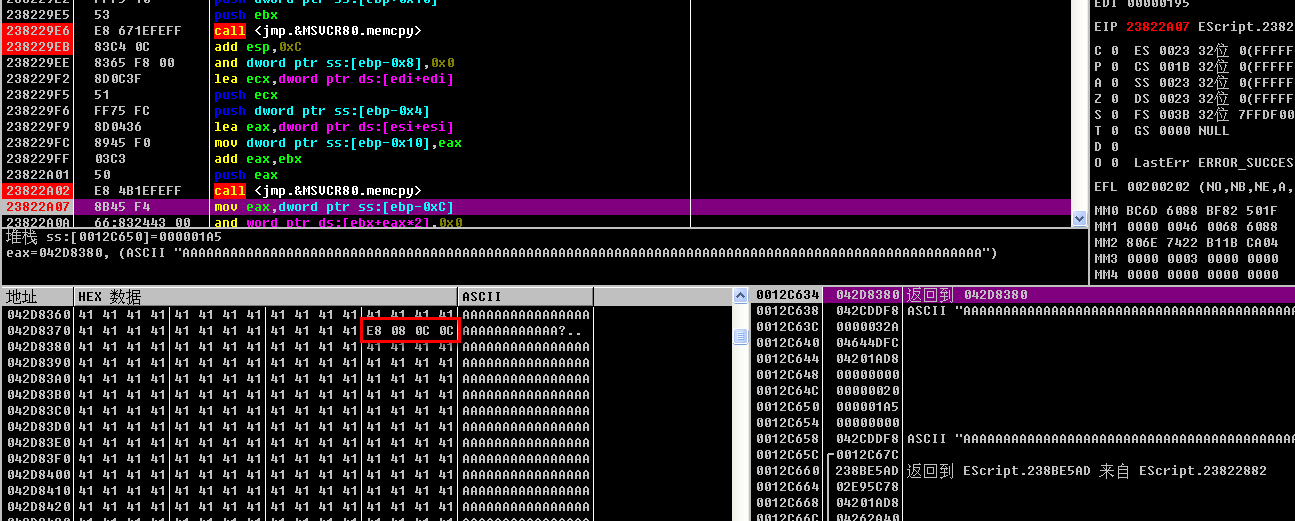 238229E2 FF75 10 push dword ptr ss:[ebp+0x10]
238229E5 53 push ebx
238229E6 E8 671EFEFF call <jmp.&MSVCR80.memcpy>
238229EB 83C4 0C add esp,0xC
238229EE 8365 F8 00 and dword ptr ss:[ebp-0x8],0x0
238229F2 8D0C3F lea ecx,dword ptr ds:[edi+edi]
238229F5 51 push ecx
238229F6 FF75 FC push dword ptr ss:[ebp-0x4]
238229F9 8D0436 lea eax,dword ptr ds:[esi+esi]
238229FC 8945 F0 mov dword ptr ss:[ebp-0x10],eax
238229FF 03C3 add eax,ebx
23822A01 50 push eax
23822A02 E8 4B1EFEFF call <jmp.&MSVCR80.memcpy>
23822A07 8B45 F4 mov eax,dword ptr ss:[ebp-0xC]
23822A0A 66:832443 00 and word ptr ds:[ebx+eax*2],0x0
堆栈 ss:[0012C650]=000001A5
EDI 00000195
EIP 23822A07 EScript.2382
C 0 ES 0023 32位 0(FFFFF
P 0 CS 001B 32位 0(FFFFF
A 0 SS 0023 32位 0(FFFFF
Z 0 DS 0023 32位 0(FFFFF
S 0 FS 003B 32位 7FFDF00
T 0 GS 0000 NULL
D 0
O 0 LastErr ERROR_SUCCES
EFL 00200202 (NO,NB,NE,A,
MM0 BC6D 6088 BF82 501F
MM1 0000 0046 0068 6088
MM2 806E 7422 B11B CA04
MM3 0000 0003 0000 0000
MM4 0000 0000 0000 0000
地址 HEX 数据 ASCII
042D8360 41 41 41 41 41 41 41 41 41 41 41 41 41 41 41 41 AAAAAAAAAAAAAAAA
042D8370 41 41 41 41 41 41 41 41 41 41 41 41 E8 08 0C 0C AAAAAAAAAAAA?..
042D8380 41 41 41 41 41 41 41 41 41 41 41 41 41 41 41 41 AAAAAAAAAAAAAAAA
042D8390 41 41 41 41 41 41 41 41 41 41 41 41 41 41 41 41 AAAAAAAAAAAAAAAA
042D83A0 41 41 41 41 41 41 41 41 41 41 41 41 41 41 41 41 AAAAAAAAAAAAAAAA
042D83B0 41 41 41 41 41 41 41 41 41 41 41 41 41 41 41 41 AAAAAAAAAAAAAAAA
042D83C0 41 41 41 41 41 41 41 41 41 41 41 41 41 41 41 41 AAAAAAAAAAAAAAAA
042D83D0 41 41 41 41 41 41 41 41 41 41 41 41 41 41 41 41 AAAAAAAAAAAAAAAA
042D83E0 41 41 41 41 41 41 41 41 41 41 41 41 41 41 41 41 AAAAAAAAAAAAAAAA
042D83F0 41 41 41 41 41 41 41 41 41 41 41 41 41 41 41 41 AAAAAAAAAAAAAAAA
042D8400 41 41 41 41 41 41 41 41 41 41 41 41 41 41 41 41 AAAAAAAAAAAAAAAA
042D8410 41 41 41 41 41 41 41 41 41 41 41 41 41 41 41 41 AAAAAAAAAAAAAAAA
042D8420 41 41 41 41 41 41 41 41 41 41 41 41 41 41 41 41 AAAAAAAAAAAAAAAA
0012C634 042D8380 返回到 042D8380
0012C638 042CDDF8 ASCII
0012C63C 0000032A
0012C640 04644DFC
0012C644 04201AD8
0012C648 00000000
0012C64C 00000020
0012C650 000001A5
0012C654 00000000
0012C658 042CDDF8 ASCII
0012C65C 0012C67C
0012C660 238BE5AD 返回到 EScript.238BE5AD 来自 EScript.23822882
0012C664 02E95C78
0012C668 04201AD8
0012C66C 04262A40